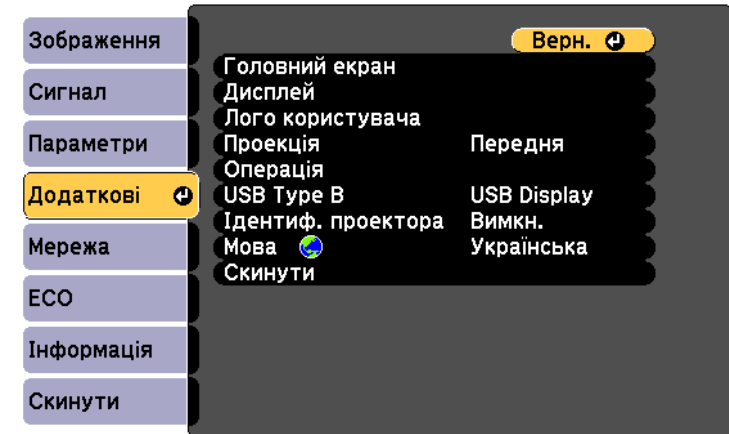 Зображення
Сигнал
Параметри
Додаткові
Мережа
ECO
Інформація
Скинути
Верн.
Головний екран
Дисплей
Лого користувача
Проекція Передня
Операція
USB Type B USB Display
Ідентиф. проектора Вимкн.
Мова Українська
Скинути